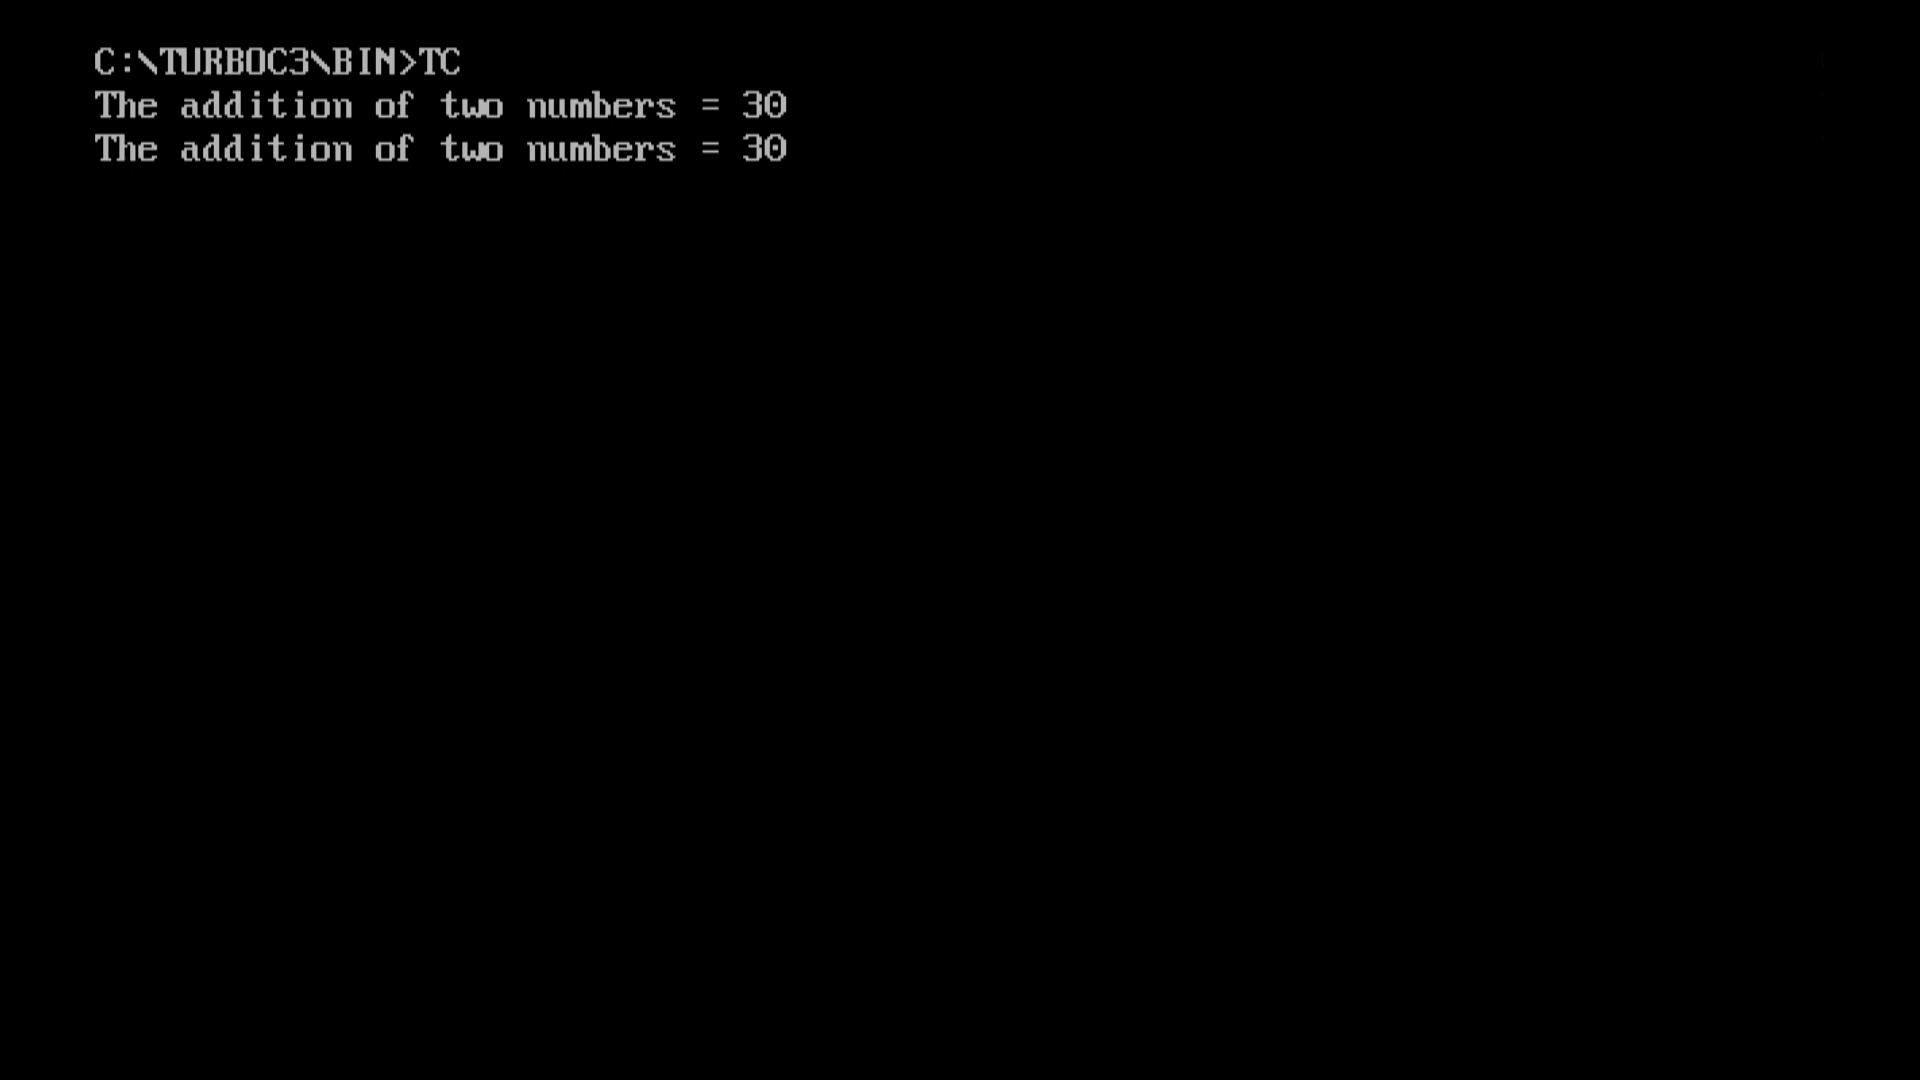 C:\TURBOC3\BIN>TC
The addition of two numbers = 30
The addition of two numbers = 30